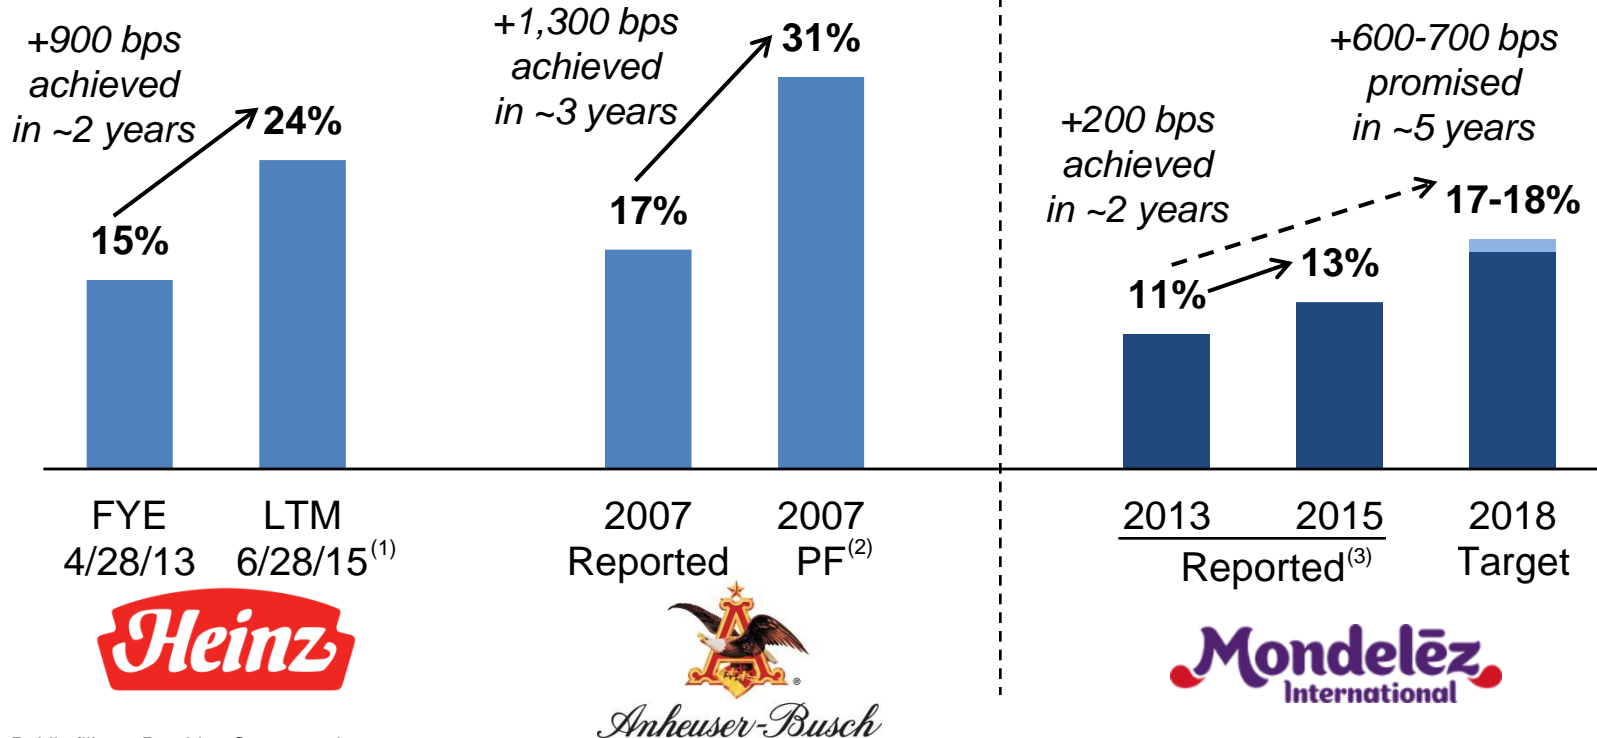 +900 bps
achieved
in ~2 years
24%
15%
+1,300 bps
achieved
in ~3 years
31%
17%
+600-700 bps
promised
in ~5 years
+200 bps
achieved
in ~2 years
17-18%
13%
11%
FYE
4/28/13
LTM
6/28/15(1)
2007
Reported
2007
PF(2)
2013
2015
Reported(3)
2018
Target
Heinz
A
®
Anheuser-Busch
Mondelēz
International